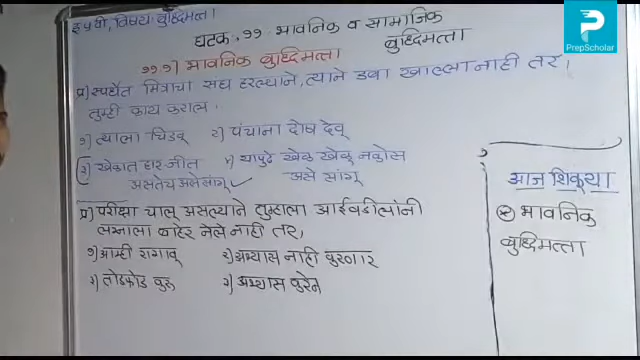 इ ५ वी, विषय: बुद्धिमत्ता
घटक. ११ भावनिक व सामाजिक
बुद्धिमत्ता
११.१) भावनिक बुद्धिमत्ता
प्र) स्पर्धेत मित्राचा संघ हरल्याने, त्याने डबा खाल्ला नाही तर,
तुम्ही काय कराल.
१) त्याला चिडवू २) पंचाना दोष देवू
३) खेळात हार जीत ४) यापुढे खेळ खेळू नकोस
असतेच असे सांगू ✓ असे सांगू
प्र) परीक्षा चालू असल्याने तुम्हाला आईवडीलांनी
लग्नाला बाहेर नेले नाही तर,
१) आम्ही रागावू २) अभ्यास नाही करणार
३) तोडफोड करू ४) अभ्यास करेन
आज शिकूया
भावनिक
बुद्धिमत्ता
PrepScholar